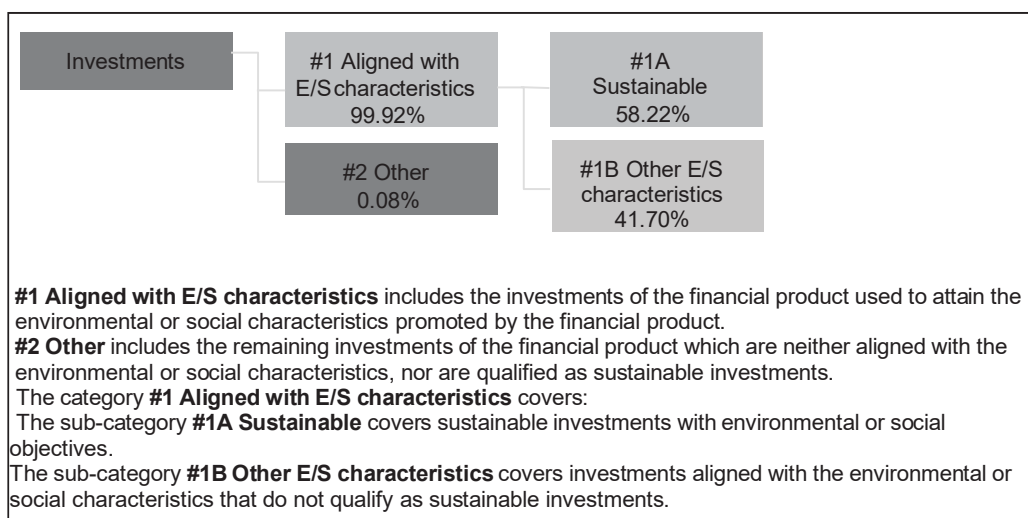 Investments
#1 Aligned with
E/S characteristics
99.92%
#1A
Sustainable
58.22%
#2 Other
0.08%
#1B Other E/S
characteristics
41.70%
#1 Aligned with E/S characteristics includes the investments of the financial product used to attain the
environmental or social characteristics promoted by the financial product.
#2 Other includes the remaining investments of the financial product which are neither aligned with the
environmental or social characteristics, nor are qualified as sustainable investments.
The category #1 Aligned with E/S characteristics covers:
The sub-category #1A Sustainable covers sustainable investments with environmental or social
objectives.
The sub-category #1B Other E/S characteristics covers investments aligned with the environmental or
social characteristics that do not qualify as sustainable investments.